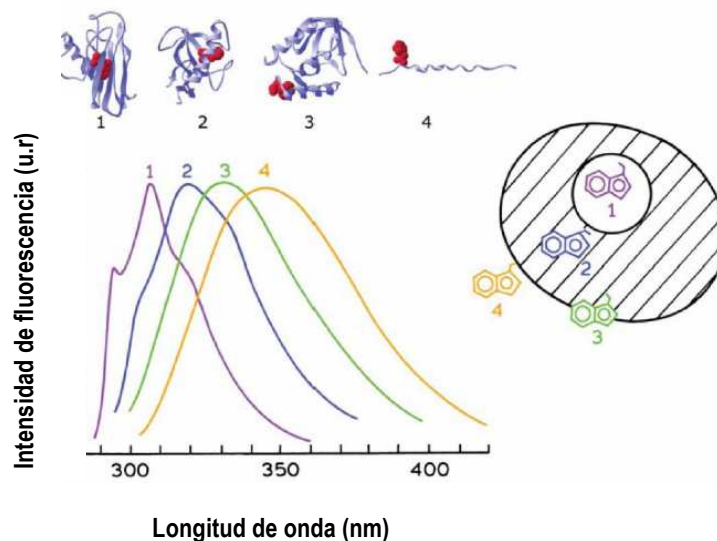 1 2 3 4
Intensidad de fluorescencia (u.r)
1 2 3 4
1
2
4
3
300 350 400
Longitud de onda (nm)